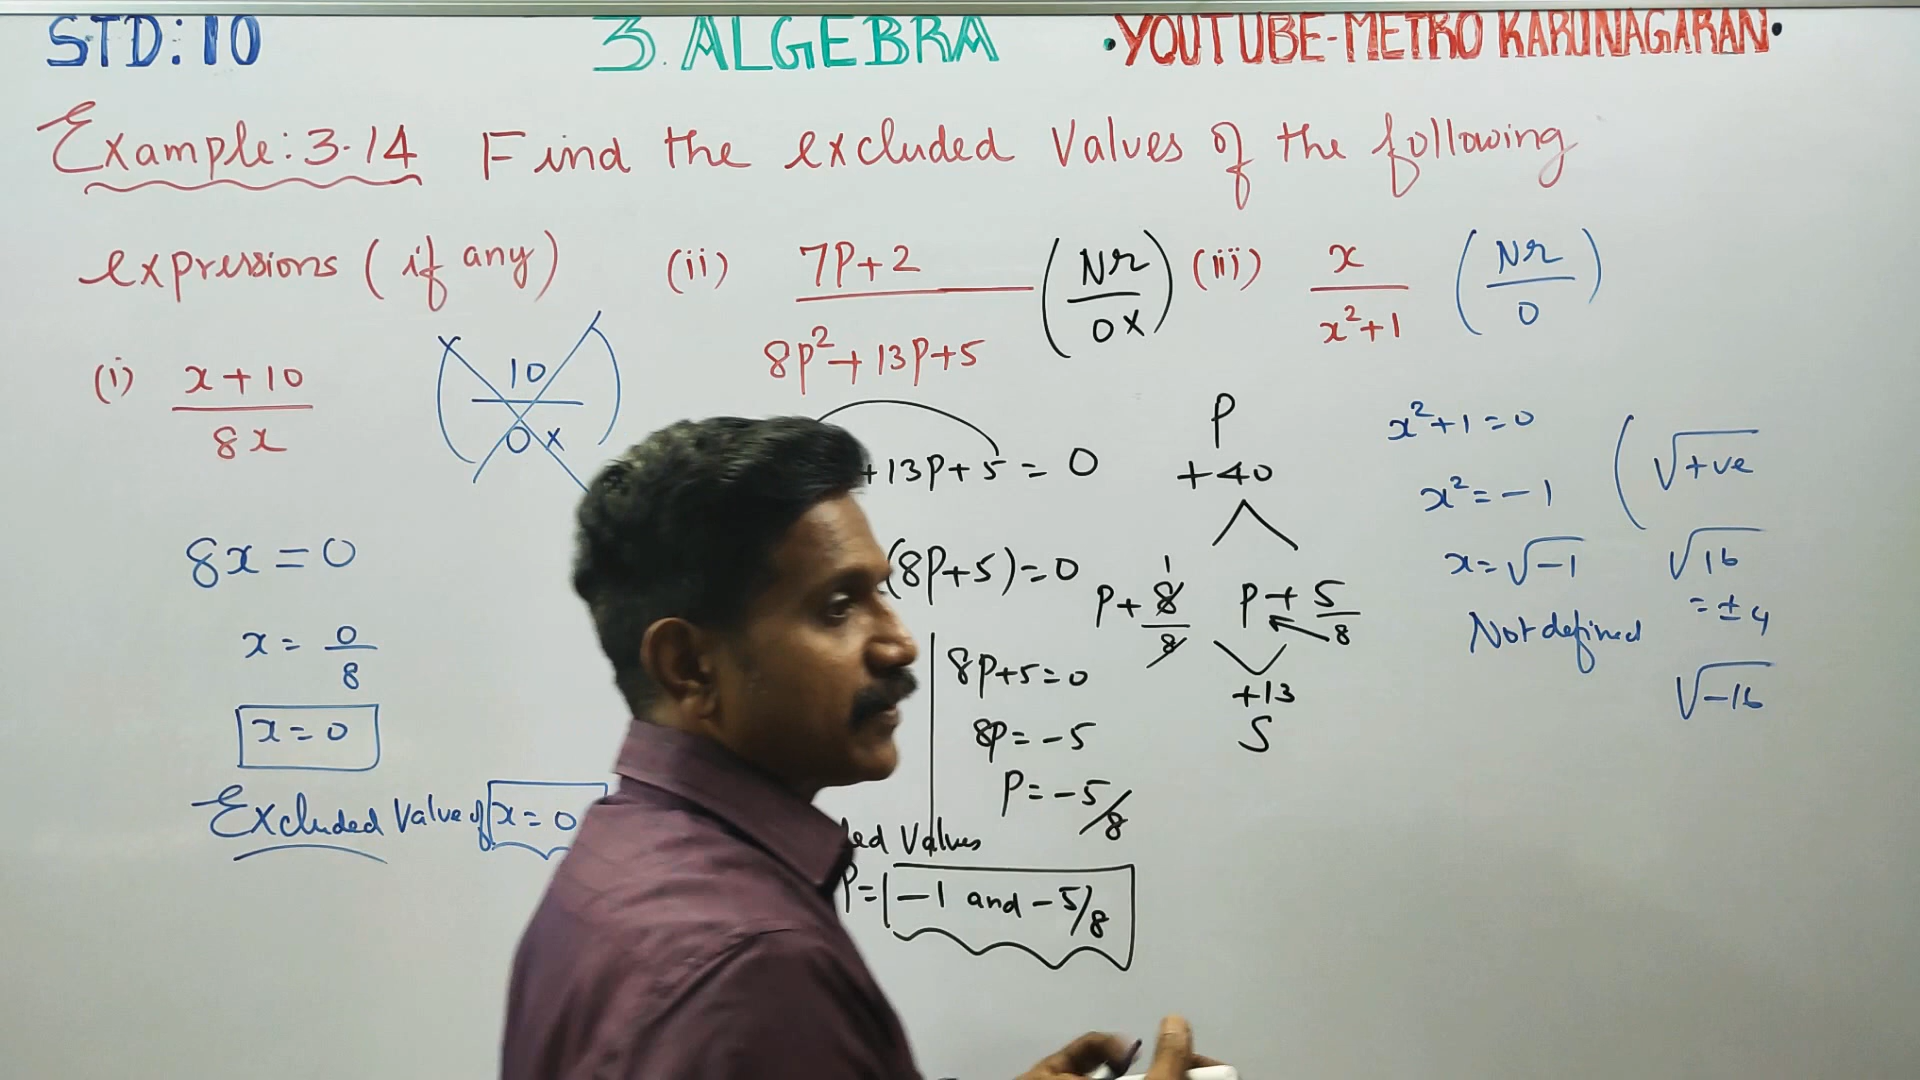 STD: 10 3. ALGEBRA •YOUTUBE-METRO KARUNAGARAN•
Example: 3.14 Find the excluded Values of the following
expressions (if any)
(i) x+10
8x
10
0 x
8x = 0
x = 0/8
x = 0
Excluded Value of x = 0
(ii) 7P+2
8P²+13P+5
(Nr
0 x)
+13P+5 = 0
(8P+5)=0
8P+5=0
8P=-5
P=-5/8
ded Values
P= -1 and -5/8
P
+40
1
P+8/8 P+5/8
+13
S
(iii) x
x²+1
(Nr
0)
x²+1=0
x²=-1
x=√-1
Not defined
(√+ve
√16
=±4
√-16